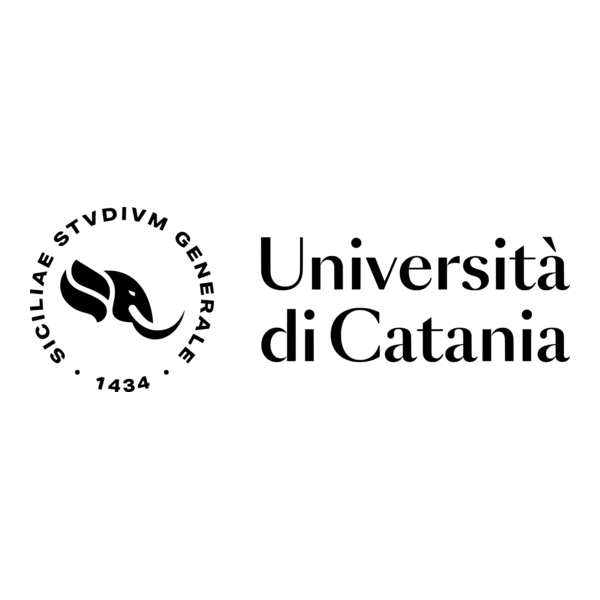 SICILIAE STVDIVM GENERALE
· 1434 ·
Università
di Catania